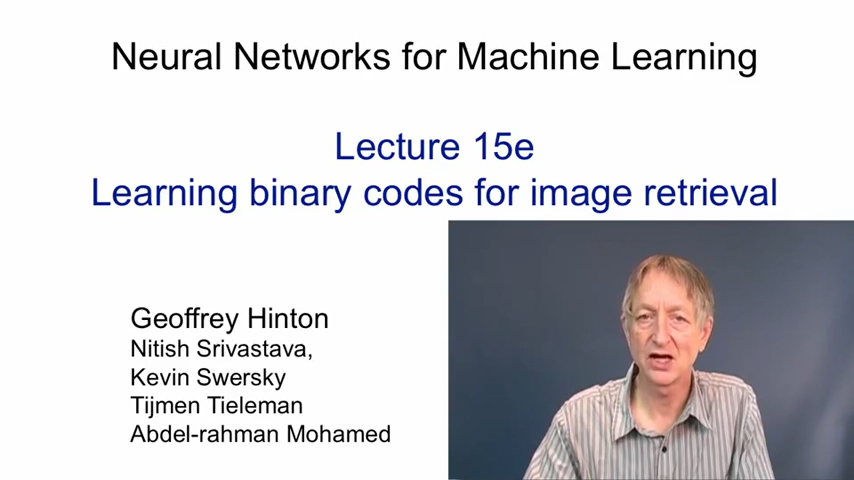 Neural Networks for Machine Learning
Lecture 15e
Learning binary codes for image retrieval
Geoffrey Hinton
Nitish Srivastava,
Kevin Swersky
Tijmen Tieleman
Abdel-rahman Mohamed